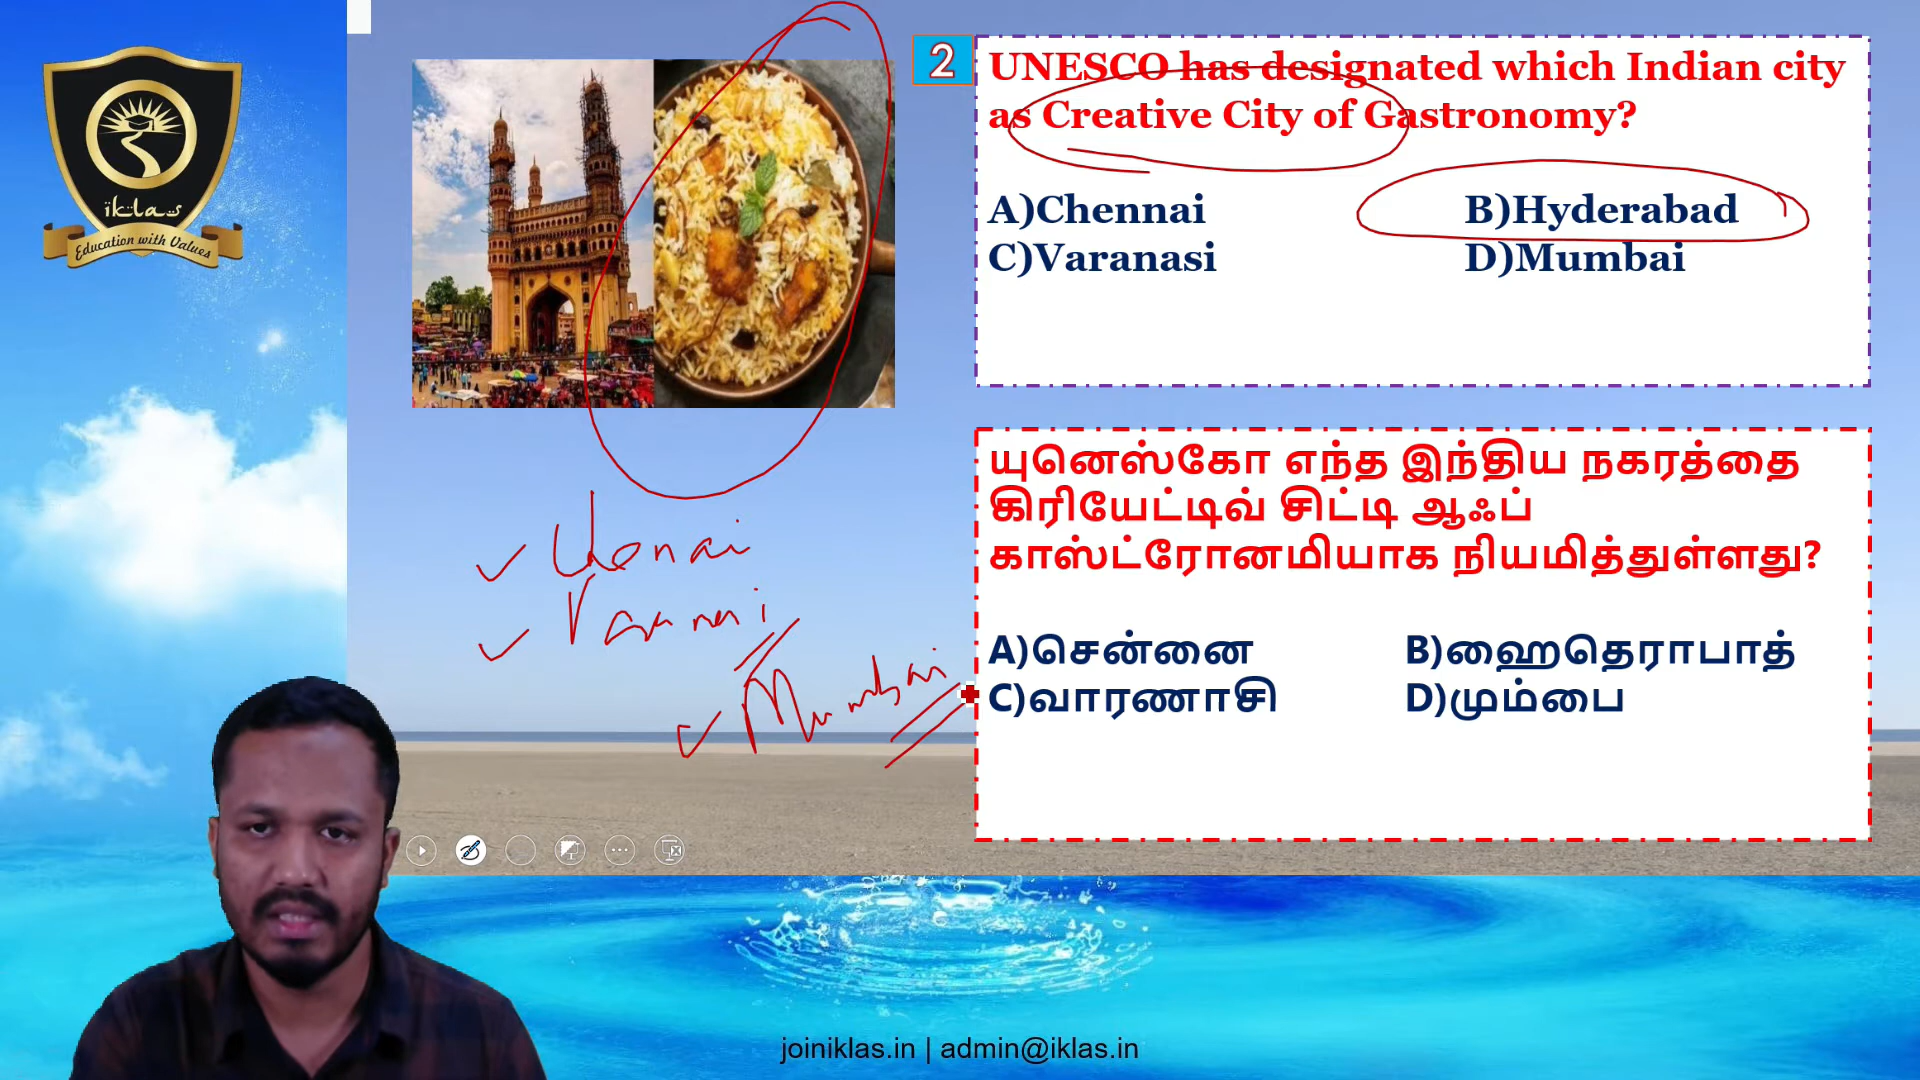 iklas
Education with Values
2
UNESCO has designated which Indian city
as Creative City of Gastronomy?
A)Chennai B)Hyderabad
C)Varanasi D)Mumbai
யுனெஸ்கோ எந்த இந்திய நகரத்தை
கிரியேட்டிவ் சிட்டி ஆஃப்
காஸ்ட்ரோனமியாக நியமித்துள்ளது?
A)சென்னை B)ஹைதெராபாத்
C)வாரணாசி D)மும்பை
Mumbai
joiniklas.in | admin@iklas.in